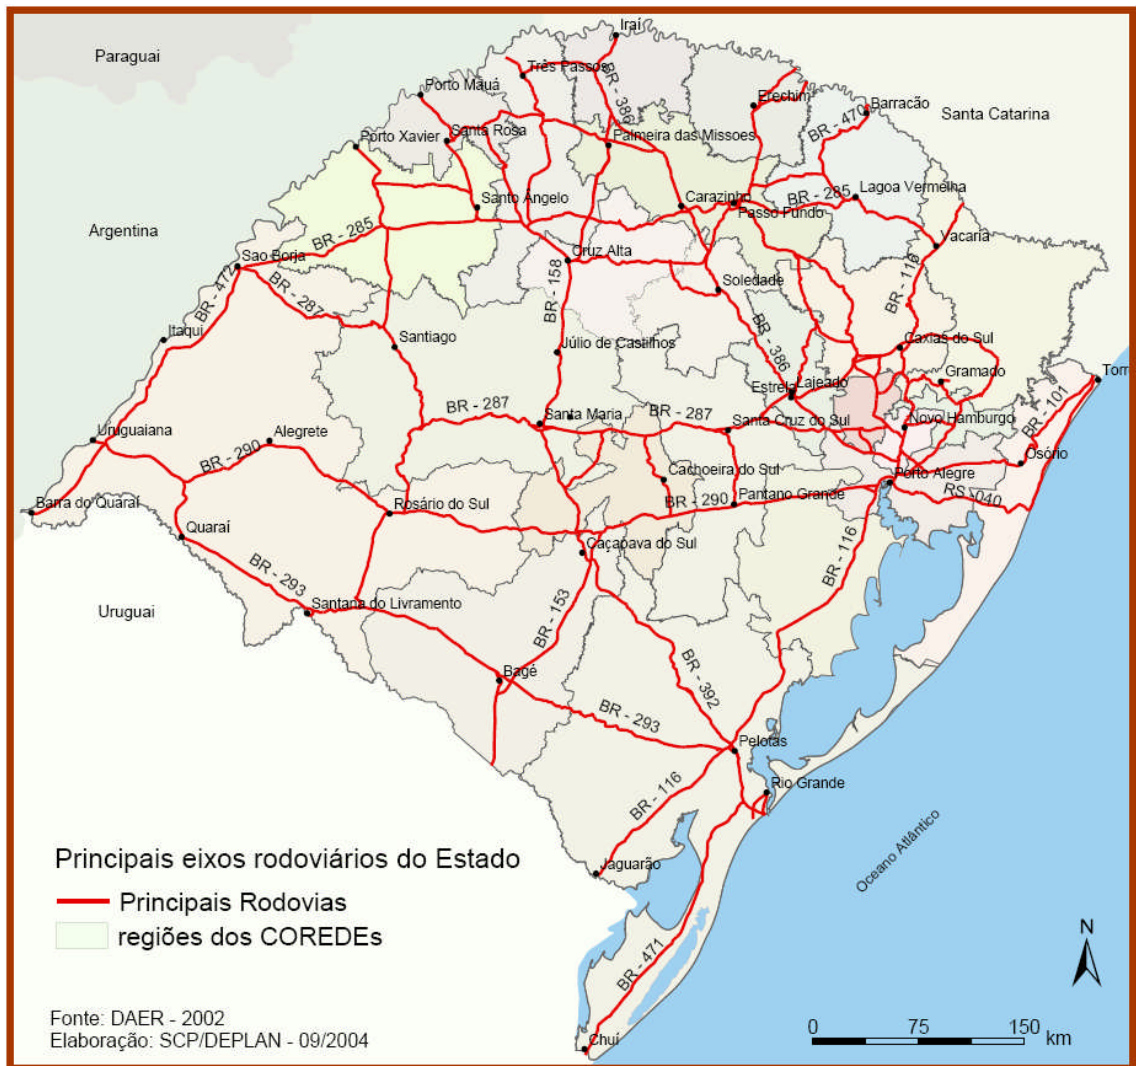 Iraí
Paraguai
Três Passos
BR - 386
Porto Mauá
Erechim
Barracão
BR - 470
Santa Catarina
Santa Rosa
Porto Xavier
Palmeira das Missoes
Santo Ângelo
Carazinho
BR - 285
Lagoa Vermelha
Passo Fundo
Argentina
BR - 285
Vacaria
Sao Borja
Cruz Alta
BR - 472
BR - 287
BR - 158
Soledade
BR - 116
Itaqui
Santiago
Júlio de Castilhos
BR - 386
Caxias do Sul
Gramado
Estrela
Lajeado
Torr
BR - 101
BR - 287
Santa Maria
BR - 287
Santa Cruz do Sul
Novo Hamburgo
Uruguaiana
Alegrete
BR - 290
Osório
Cachoeira do Sul
Porto Alegre
Barra do Quaraí
Rosário do Sul
BR - 290
Pantano Grande
RS -040
Quaraí
Caçapava do Sul
BR - 116
BR - 293
Uruguai
Santana do Livramento
BR - 153
Bagé
BR - 392
BR - 293
Pelotas
Rio Grande
BR - 116
Oceano Atlântico
Jaguarão
BR - 471
Chuí
Principais eixos rodoviários do Estado
Principais Rodovias
regiões dos COREDEs
Fonte: DAER - 2002
Elaboração: SCP/DEPLAN - 09/2004
N
0 75 150 km